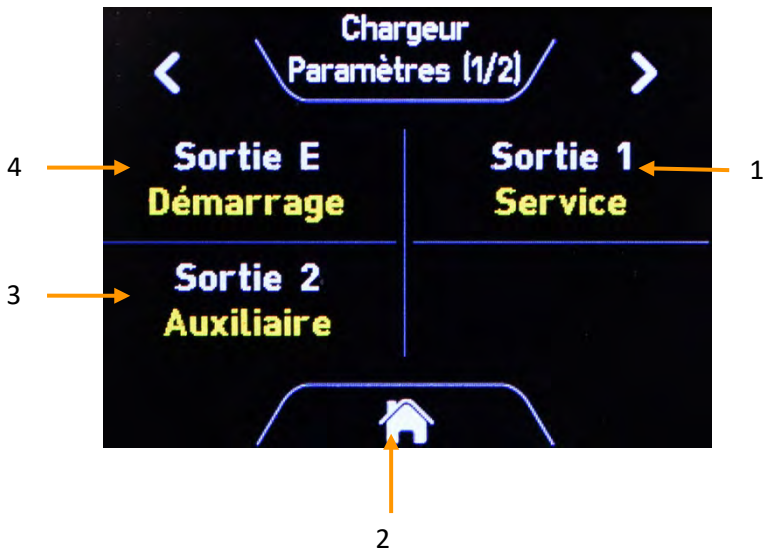 Chargeur
Paramètres (1/2)
4
Sortie E
Démarrage
Sortie 1
Service
1
3
Sortie 2
Auxiliaire
2